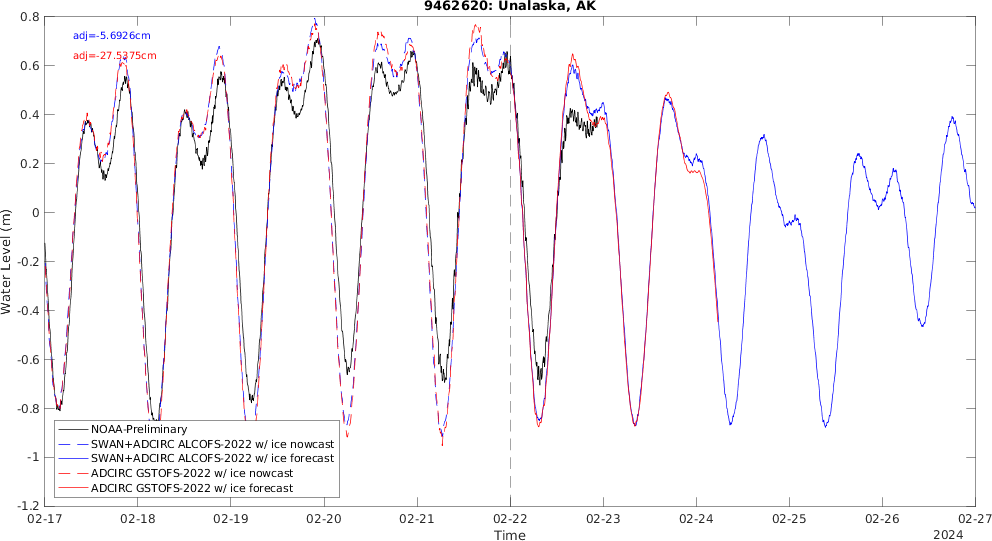 9462620: Unalaska, AK
adj=-5.6926cm
adj=-27.5375cm
Water Level (m)
0.8
0.6
0.4
0.2
0
-0.2
-0.4
-0.6
-0.8
-1
-1.2
NOAA-Preliminary
SWAN+ADCIRC ALCOFS-2022 w/ ice nowcast
SWAN+ADCIRC ALCOFS-2022 w/ ice forecast
ADCIRC GSTOFS-2022 w/ ice nowcast
ADCIRC GSTOFS-2022 w/ ice forecast
02-17 02-18 02-19 02-20 02-21 02-22 02-23 02-24 02-25 02-26 02-27
Time
2024